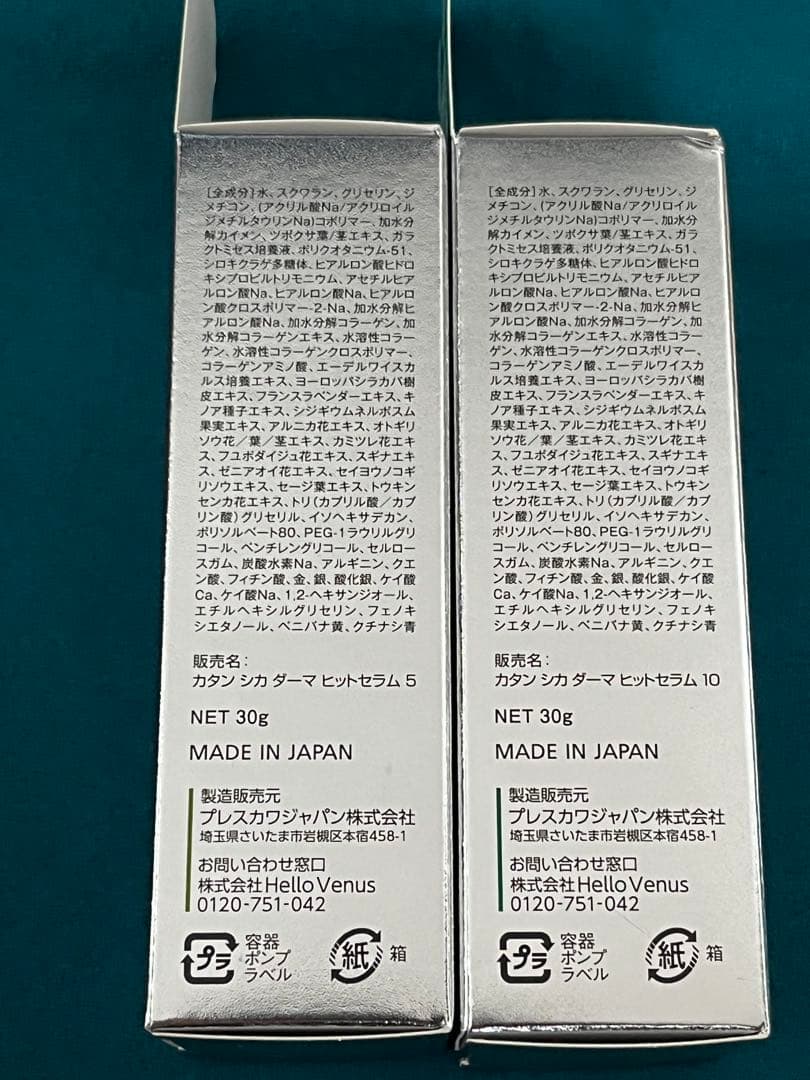 [全成分]水、スクワラン、グリセリン、ジ
メチコン、(アクリル酸Na/アクリロイル
ジメチルタウリンNa)コポリマー、加水分
解カイメン、ツボクサ葉/茎エキス、ガラ
クトミセス培養液、ポリクオタニウム-51、
シロキクラゲ多糖体、ヒアルロン酸ヒドロ
キシプロピルトリモニウム、アセチルヒア
ルロン酸Na、ヒアルロン酸Na、ヒアルロ
ン酸クロスポリマー-2-Na、加水分解ヒ
アルロン酸Na、加水分解コラーゲン、加
水分解コラーゲンエキス、水溶性コラー
ゲン、水溶性コラーゲンクロスポリマー、
コラーゲンアミノ酸、エーデルワイスカ
ルス培養エキス、ヨーロッパシラカバ樹
皮エキス、フランスラベンダーエキス、キ
ノア種子エキス、シジギウムネルボスム
果実エキス、アルニカ花エキス、オトギリ
ソウ花/葉/茎エキス、カミツレ花エキ
ス、フユボダイジュ花エキス、スギナエキ
ス、ゼニアオイ花エキス、セイヨウノコギ
リソウエキス、セージ葉エキス、トウキン
センカ花エキス、トリ(カプリル酸/カプ
リン酸)グリセリル、イソヘキサデカン、
ポリソルベート80、PEG-1ラウリルグリ
コール、ペンチレングリコール、セルロー
スガム、炭酸水素Na、アルギニン、クエ
ン酸、フィチン酸、金、銀、酸化銀、ケイ酸
Ca、ケイ酸Na、1,2-ヘキサンジオール、
エチルヘキシルグリセリン、フェノキ
シエタノール、ベニバナ黄、クチナシ青
販売名:
カタン シカ ダーマ ヒットセラム 5
NET 30g
MADE IN JAPAN
製造販売元
プレスカワジャパン株式会社
埼玉県さいたま市岩槻区本宿458-1
お問い合わせ窓口
株式会社Hello Venus
0120-751-042
プラ
容器
ポンプ
ラベル
紙
箱
[全成分]水、スクワラン、グリセリン、ジ
メチコン、(アクリル酸Na/アクリロイル
ジメチルタウリンNa)コポリマー、加水分
解カイメン、ツボクサ葉/茎エキス、ガラ
クトミセス培養液、ポリクオタニウム-51、
シロキクラゲ多糖体、ヒアルロン酸ヒドロ
キシプロピルトリモニウム、アセチルヒア
ルロン酸Na、ヒアルロン酸Na、ヒアルロ
ン酸クロスポリマー-2-Na、加水分解ヒ
アルロン酸Na、加水分解コラーゲン、加
水分解コラーゲンエキス、水溶性コラー
ゲン、水溶性コラーゲンクロスポリマー、
コラーゲンアミノ酸、エーデルワイスカ
ルス培養エキス、ヨーロッパシラカバ樹
皮エキス、フランスラベンダーエキス、キ
ノア種子エキス、シジギウムネルボスム
果実エキス、アルニカ花エキス、オトギリ
ソウ花/葉/茎エキス、カミツレ花エキ
ス、フユボダイジュ花エキス、スギナエキ
ス、ゼニアオイ花エキス、セイヨウノコギ
リソウエキス、セージ葉エキス、トウキン
センカ花エキス、トリ(カプリル酸/カプ
リン酸)グリセリル、イソヘキサデカン、
ポリソルベート80、PEG-1ラウリルグリ
コール、ペンチレングリコール、セルロー
スガム、炭酸水素Na、アルギニン、クエ
ン酸、フィチン酸、金、銀、酸化銀、ケイ酸
Ca、ケイ酸Na、1,2-ヘキサンジオール、
エチルヘキシルグリセリン、フェノキ
シエタノール、ベニバナ黄、クチナシ青
販売名:
カタン シカ ダーマ ヒットセラム 10
NET 30g
MADE IN JAPAN
製造販売元
プレスカワジャパン株式会社
埼玉県さいたま市岩槻区本宿458-1
お問い合わせ窓口
株式会社Hello Venus
0120-751-042
プラ
容器
ポンプ
ラベル
紙
箱